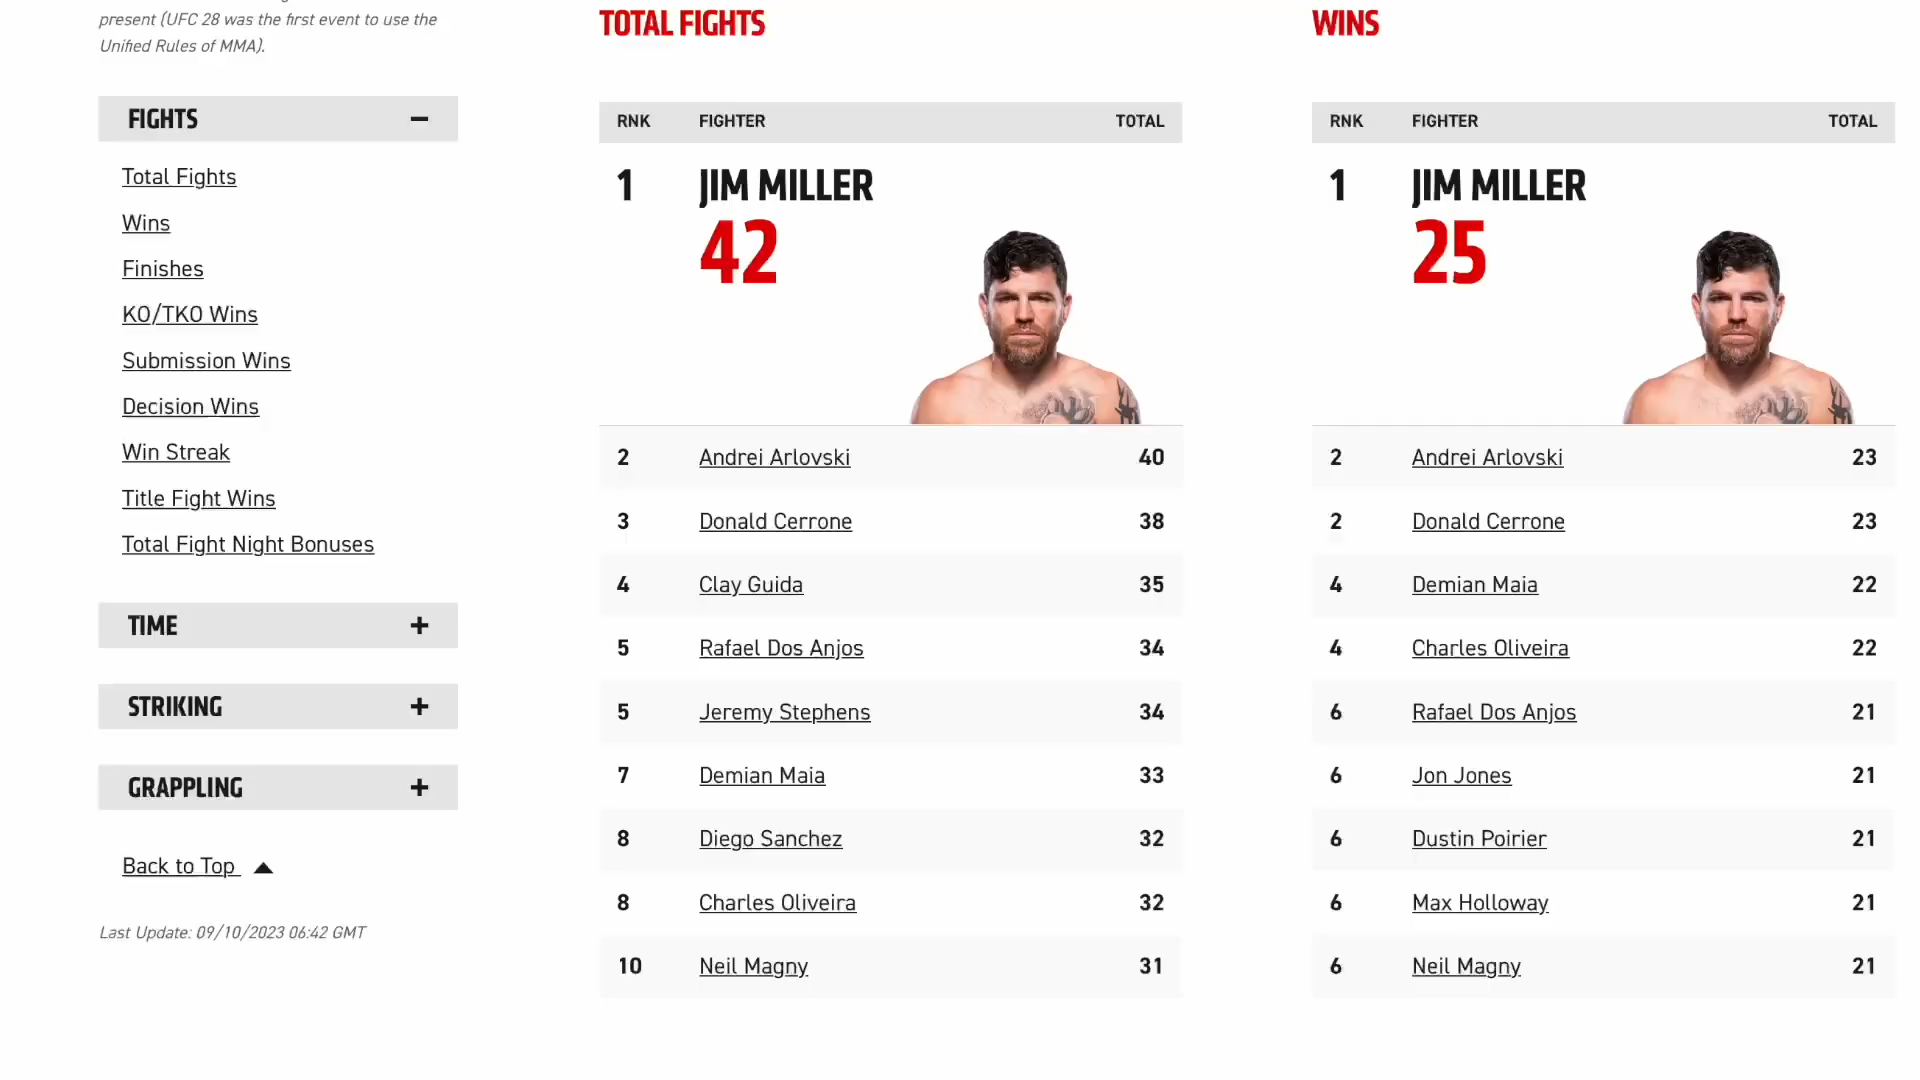 present (UFC 28 was the first event to use the
Unified Rules of MMA).
FIGHTS −
Total Fights
Wins
Finishes
KO/TKO Wins
Submission Wins
Decision Wins
Win Streak
Title Fight Wins
Total Fight Night Bonuses
TIME +
STRIKING +
GRAPPLING +
Back to Top ▲
Last Update: 09/10/2023 06:42 GMT
TOTAL FIGHTS
RNK FIGHTER TOTAL
1 JIM MILLER
42
2 Andrei Arlovski 40
3 Donald Cerrone 38
4 Clay Guida 35
5 Rafael Dos Anjos 34
5 Jeremy Stephens 34
7 Demian Maia 33
8 Diego Sanchez 32
8 Charles Oliveira 32
10 Neil Magny 31
WINS
RNK FIGHTER TOTAL
1 JIM MILLER
25
2 Andrei Arlovski 23
2 Donald Cerrone 23
4 Demian Maia 22
4 Charles Oliveira 22
6 Rafael Dos Anjos 21
6 Jon Jones 21
6 Dustin Poirier 21
6 Max Holloway 21
6 Neil Magny 21